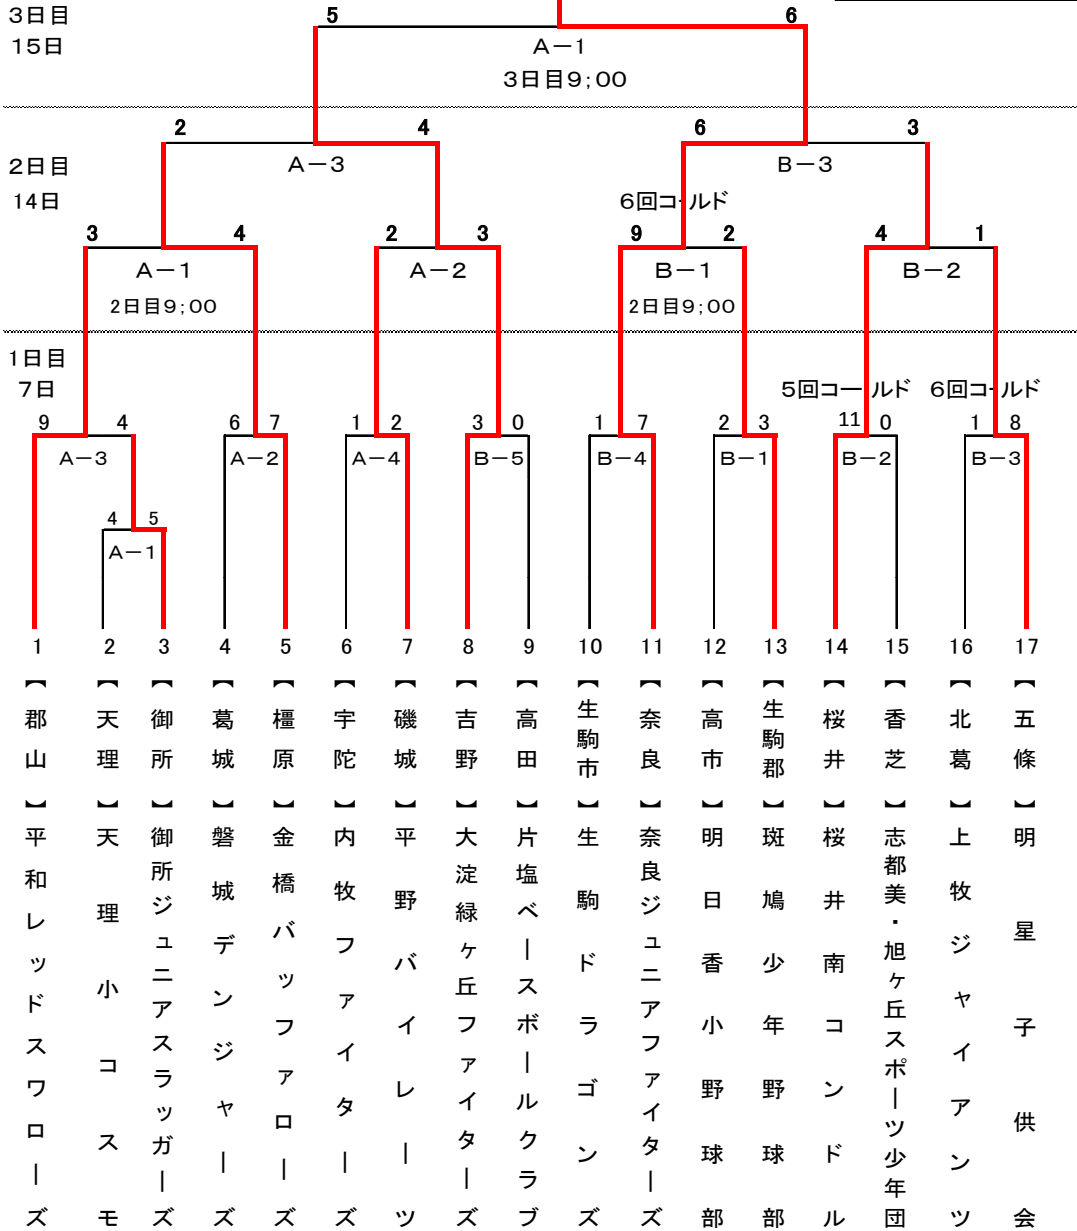 3日目
5 6
15日
A－1
3日目9；00
2 4 6 3
A－3 B－3
2日目
14日
6回コールド
3 4 2 3 9 2 4 1
A－1 A－2 B－1 B－2
2日目9；00 2日目9；00
1日目
7日
5回コールド 6回コールド
9 4 6 7 1 2 3 0 1 7 2 3 11 0 1 8
A－3 A－2 A－4 B－5 B－4 B－1 B－2 B－3
4 5
A－1
1 2 3 4 5 6 7 8 9 10 11 12 13 14 15 16 17
【郡山】平和レッドスワローズ
【天理】天理小コスモ
【御所】御所ジュニアスラッガーズ
【葛城】磐城デンジャーズ
【橿原】金橋バッファローズ
【宇陀】内牧ファイターズ
【磯城】平野バイレーツ
【吉野】大淀緑ヶ丘ファイターズ
【高田】片塩ベースボールクラブ
【生駒市】生駒ドラゴンズ
【奈良】奈良ジュニアファイターズ
【高市】明日香小野球部
【生駒郡】斑鳩少年野球部
【桜井】桜井南コンドル
【香芝】志都美・旭ヶ丘スポーツ少年団
【北葛】上牧ジャイアンツ
【五條】明星子供会